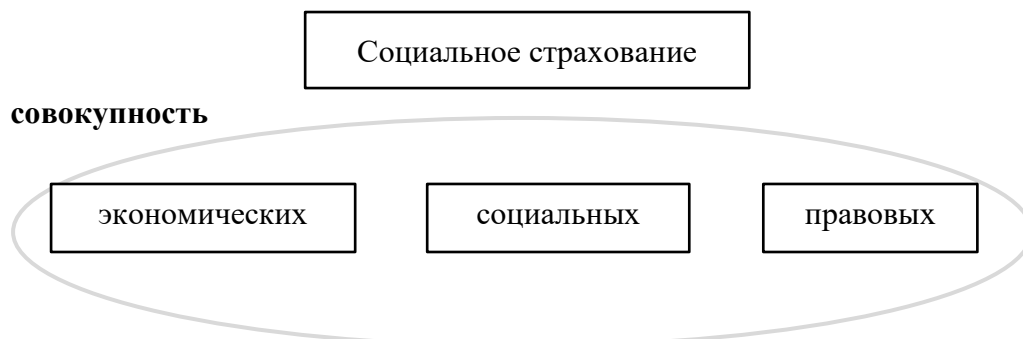 Социальное страхование
совокупность
экономических социальных правовых